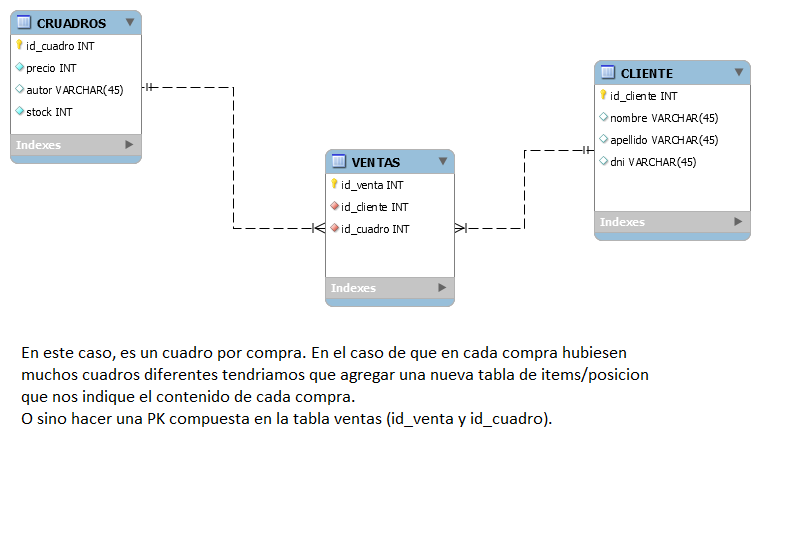 CRUADROS
id_cuadro INT
precio INT
autor VARCHAR(45)
stock INT
Indexes
CLIENTE
id_cliente INT
nombre VARCHAR(45)
apellido VARCHAR(45)
dni VARCHAR(45)
Indexes
VENTAS
id_venta INT
id_cliente INT
id_cuadro INT
Indexes
En este caso, es un cuadro por compra. En el caso de que en cada compra hubiesen
muchos cuadros diferentes tendriamos que agregar una nueva tabla de items/posicion
que nos indique el contenido de cada compra.
O sino hacer una PK compuesta en la tabla ventas (id_venta y id_cuadro).